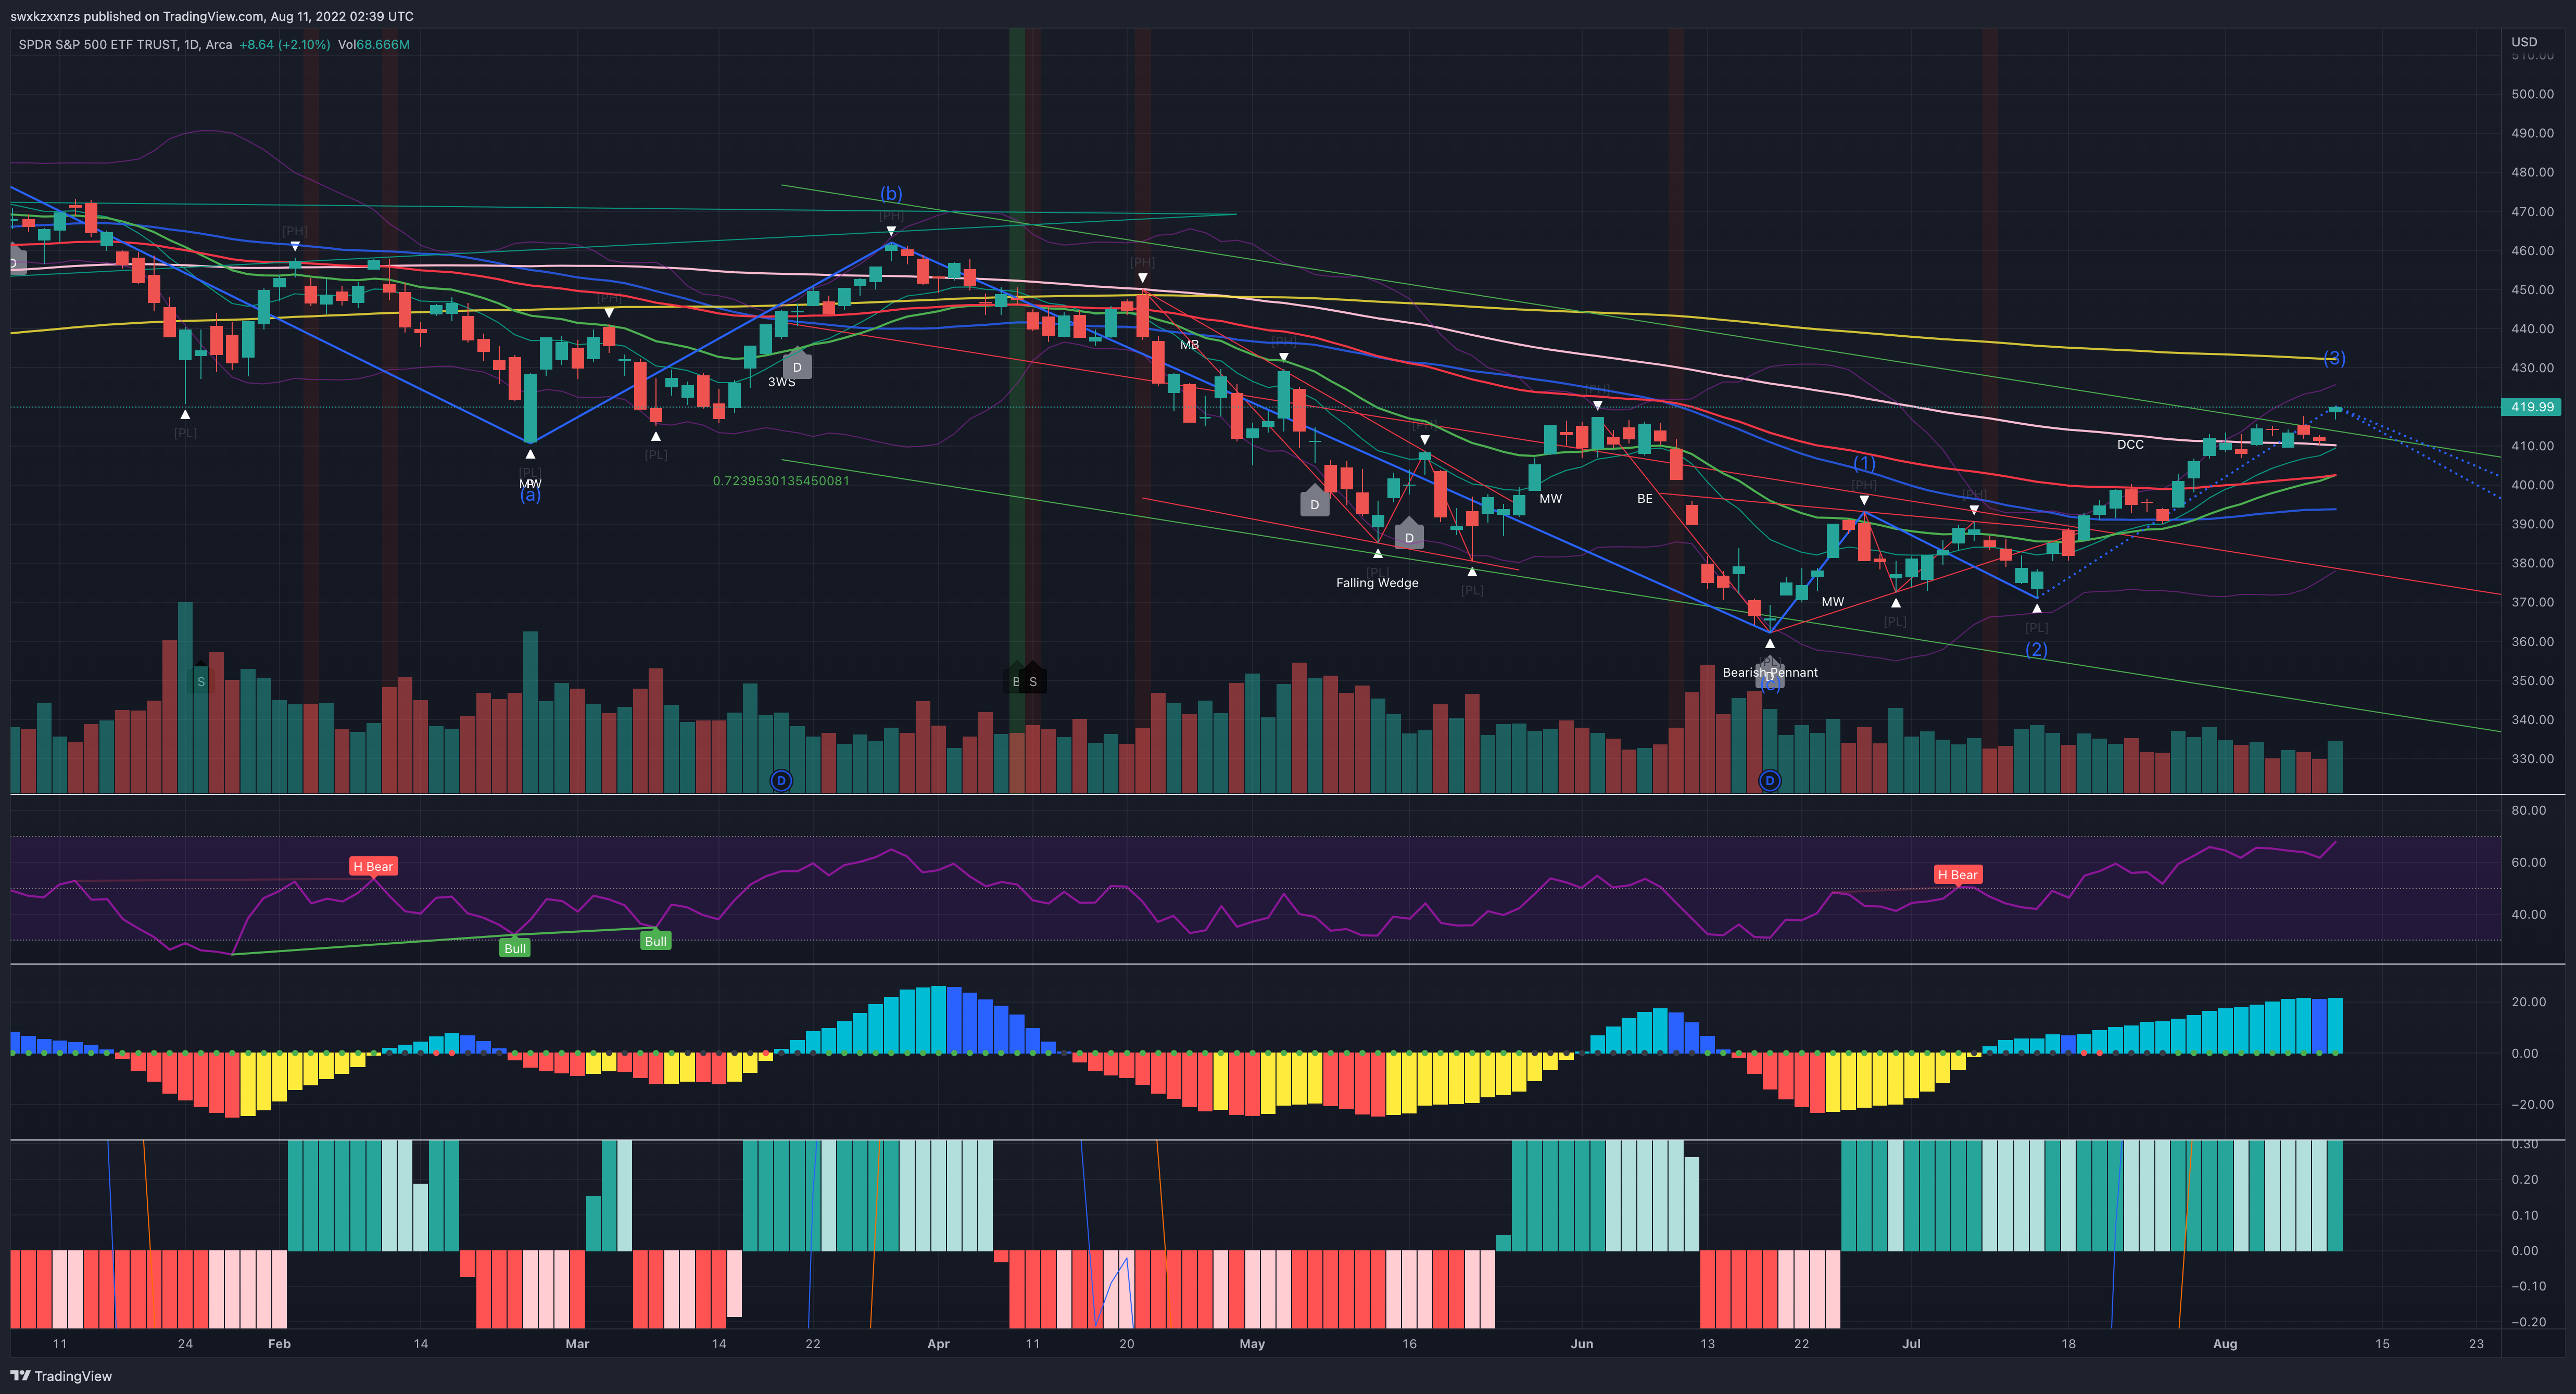 swxkzxxnzs published on TradingView.com, Aug 11, 2022 02:39 UTC
SPDR S&P 500 ETF TRUST, 1D, Arca +8.64 (+2.10%) Vol68.666M
USD
510.00
500.00
490.00
480.00
470.00
460.00
450.00
440.00
430.00
419.99
410.00
400.00
390.00
380.00
370.00
360.00
350.00
340.00
330.00
(b)
[PH]
[PH]
[PH]
[PH]
[PH]
[PH]
[PH]
[PH]
D
MB
3WS
D
(3)
[PL]
[PL]
[PL]
MW
(a)
0.7239530135450081
DCC
(1)
MW
BE
D
D
[PL]
Falling Wedge
[PL]
MW
[PL]
[PL]
(2)
Bearish Pennant
D
S
B
S
D
D
80.00
60.00
40.00
H Bear
H Bear
Bull
Bull
20.00
0.00
−20.00
0.30
0.20
0.10
0.00
−0.10
−0.20
11 24 Feb 14 Mar 14 22 Apr 11 20 May 16 Jun 13 22 Jul 18 Aug 15 23
TradingView